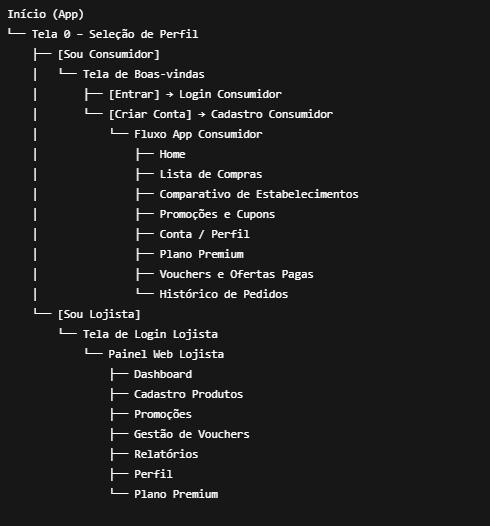 Início (App)
└── Tela 0 – Seleção de Perfil
    ├── [Sou Consumidor]
    │   └── Tela de Boas-vindas
    │       ├── [Entrar] → Login Consumidor
    │       └── [Criar Conta] → Cadastro Consumidor
    │           └── Fluxo App Consumidor
    │               ├── Home
    │               ├── Lista de Compras
    │               ├── Comparativo de Estabelecimentos
    │               ├── Promoções e Cupons
    │               ├── Conta / Perfil
    │               ├── Plano Premium
    │               ├── Vouchers e Ofertas Pagas
    │               └── Histórico de Pedidos
    └── [Sou Lojista]
        └── Tela de Login Lojista
            └── Painel Web Lojista
                ├── Dashboard
                ├── Cadastro Produtos
                ├── Promoções
                ├── Gestão de Vouchers
                ├── Relatórios
                ├── Perfil
                └── Plano Premium